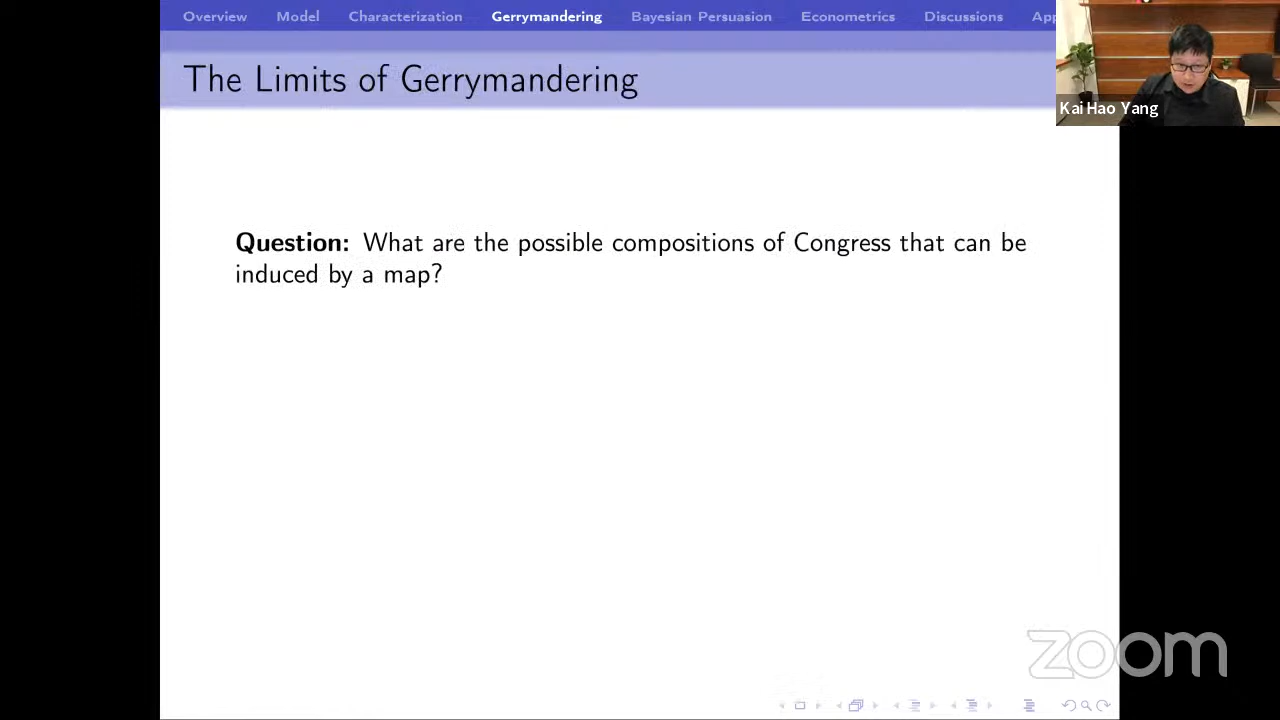 Overview Model Characterization Gerrymandering Bayesian Persuasion Econometrics Discussions App
The Limits of Gerrymandering
Kai Hao Yang
Question: What are the possible compositions of Congress that can be
induced by a map?
zoom